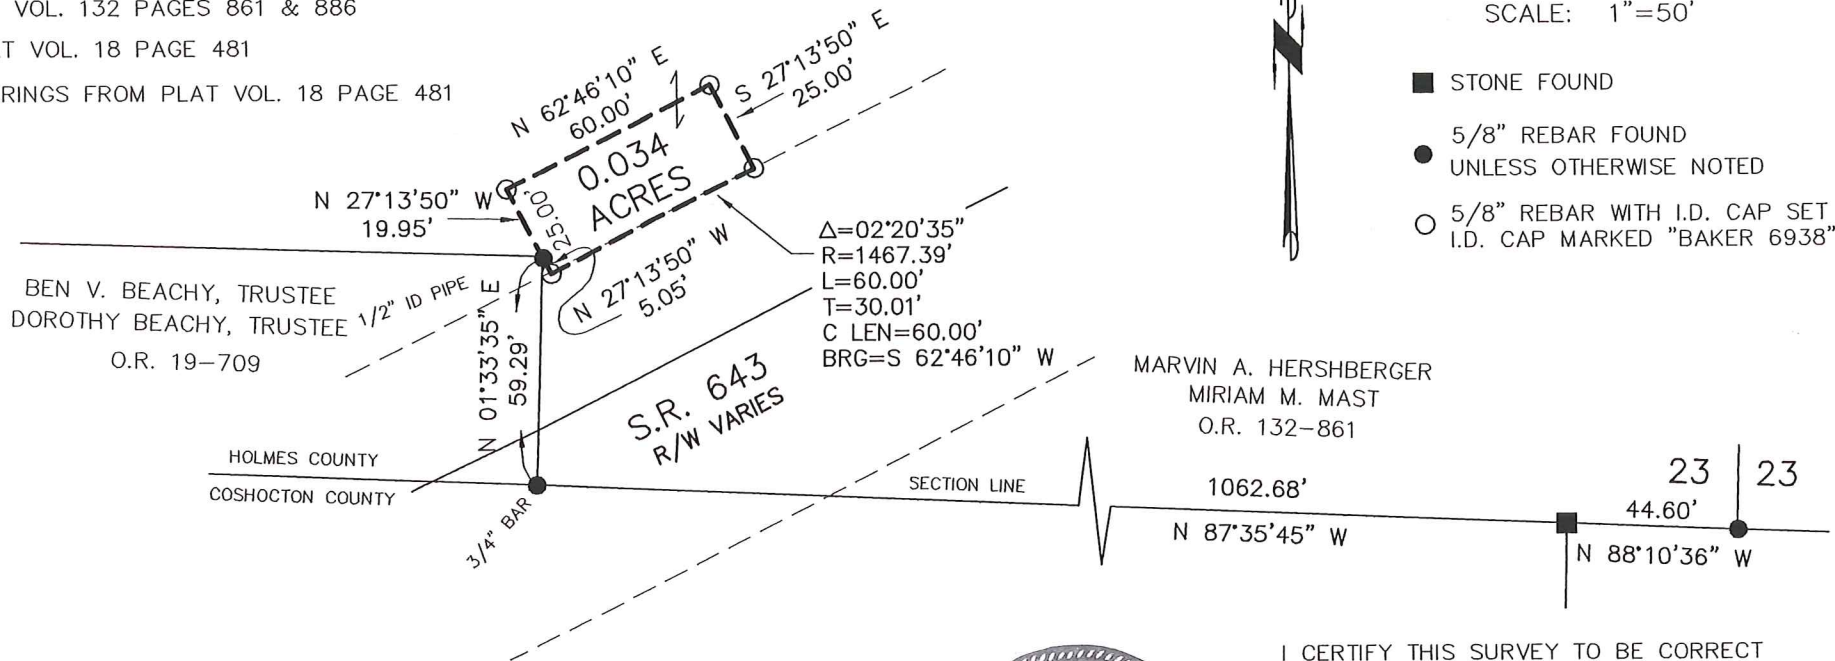 VOL. 132 PAGES 861 & 886
T VOL. 18 PAGE 481
RINGS FROM PLAT VOL. 18 PAGE 481
SCALE: 1"=50'
STONE FOUND
5/8" REBAR FOUND
UNLESS OTHERWISE NOTED
5/8" REBAR WITH I.D. CAP SET
I.D. CAP MARKED "BAKER 6938"
N 62°46'10" E
60.00'
S 27°13'50" E
25.00'
0.034
ACRES
25.00'
N 27°13'50" W
19.95'
N 27°13'50" W
5.05'
Δ=02°20'35"
R=1467.39'
L=60.00'
T=30.01'
C LEN=60.00'
BRG=S 62°46'10" W
BEN V. BEACHY, TRUSTEE
DOROTHY BEACHY, TRUSTEE
O.R. 19-709
1/2" ID PIPE
N 01°33'35" E
59.29'
S.R. 643
R/W VARIES
MARVIN A. HERSHBERGER
MIRIAM M. MAST
O.R. 132-861
HOLMES COUNTY
COSHOCTON COUNTY
3/4" BAR
SECTION LINE
1062.68'
N 87°35'45" W
23
23
44.60'
N 88°10'36" W
I CERTIFY THIS SURVEY TO BE CORRECT